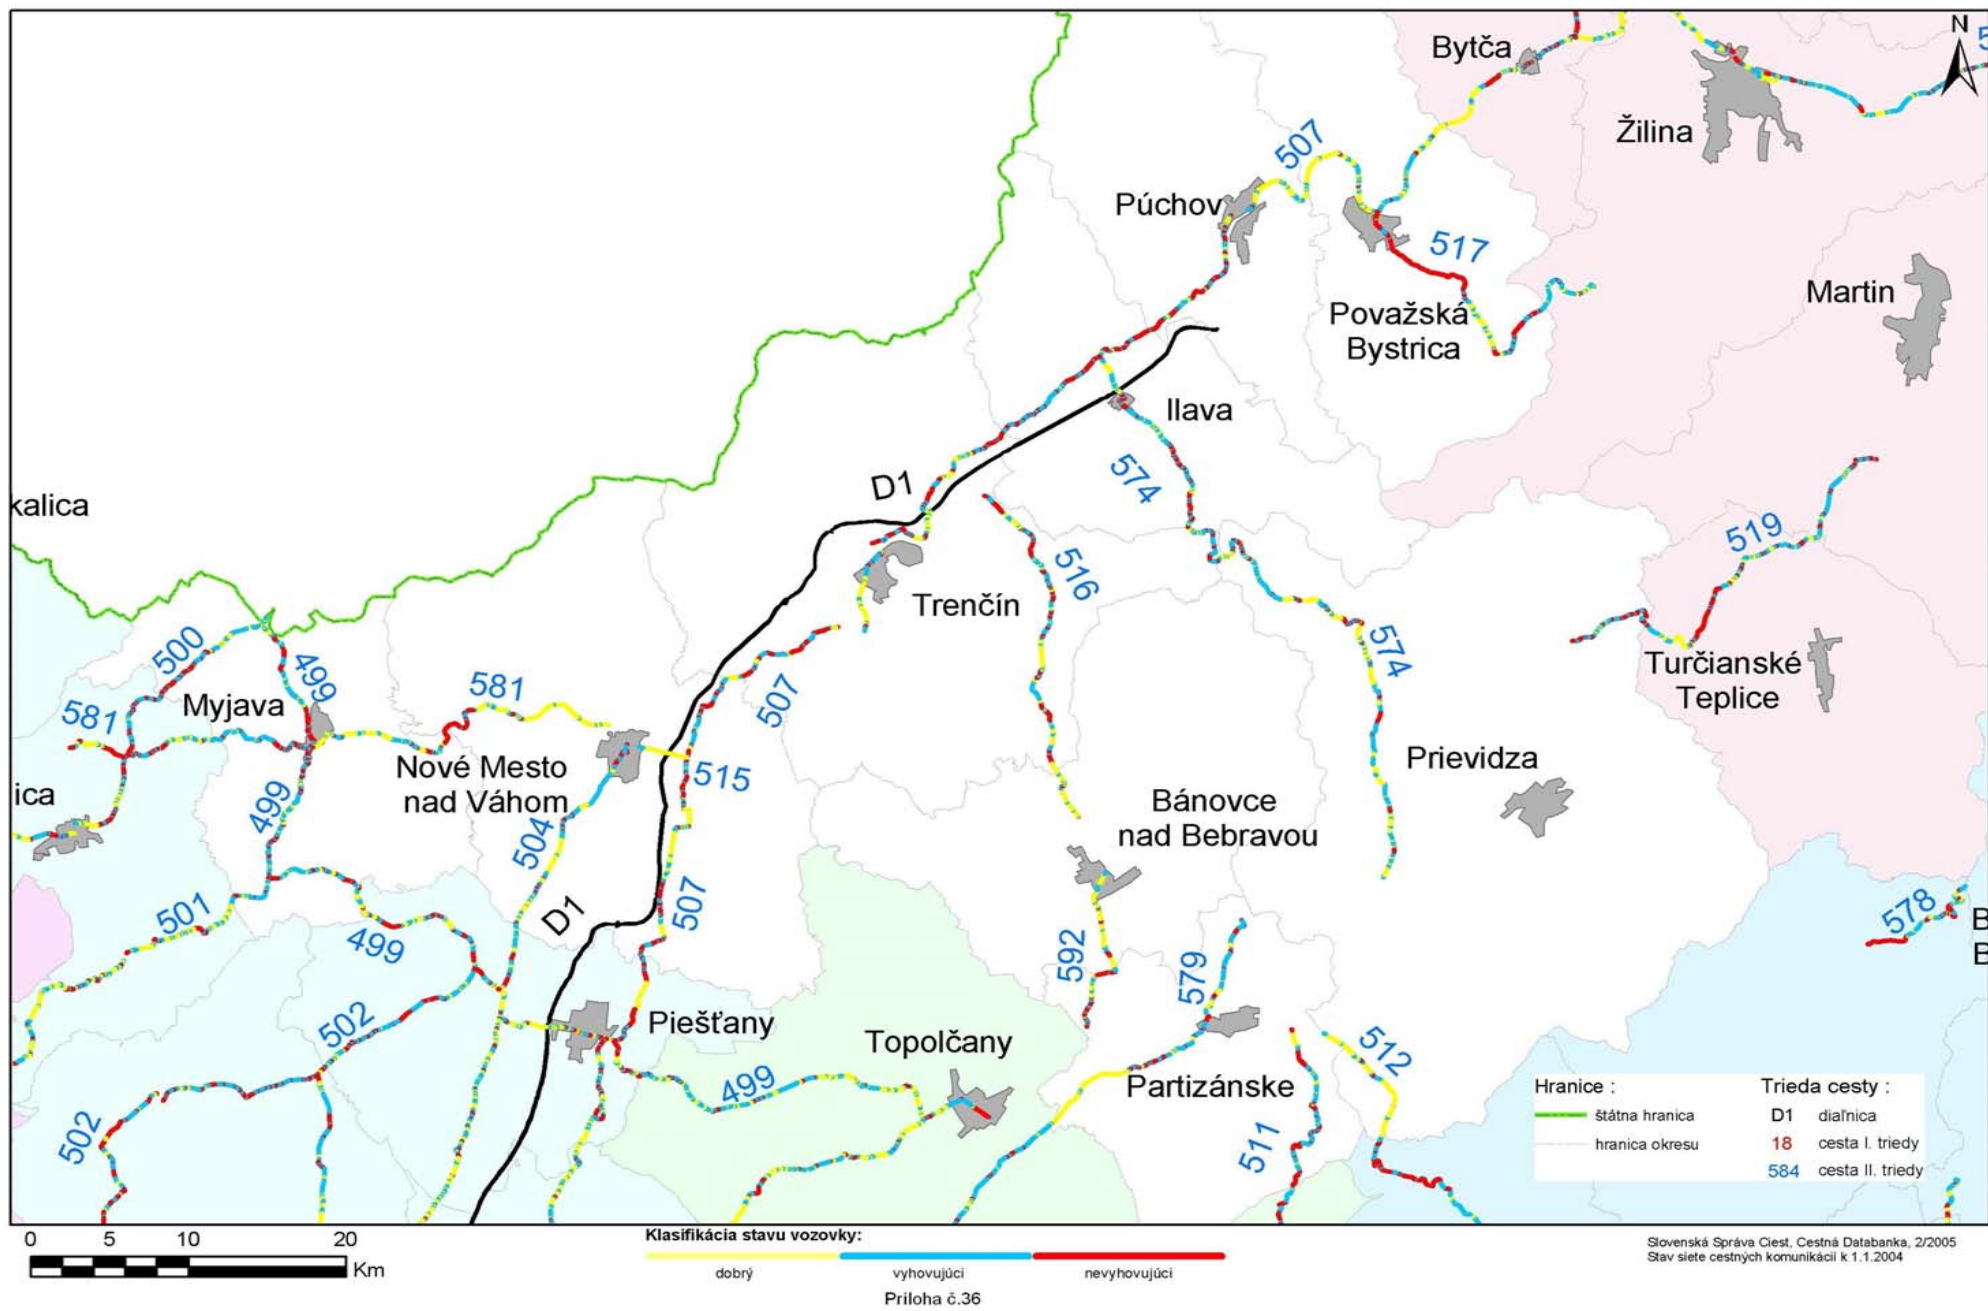 Bytča
N
5
Žilina
507
Púchov
517
Martin
Považská
Bystrica
Ilava
574
D1
kalica
519
516
Trenčín
574
500
499
Turčianské
Teplice
581
Myjava
581
507
Prievidza
Nové Mesto
nad Váhom
515
ica
499
Bánovce
nad Bebravou
504
507
501
D1
578
B
499
B
592
579
502
Piešťany
Topolčany
512
499
Partizánske
502
511
Hranice :
Trieda cesty :
štátna hranica
D1 diaľnica
hranica okresu
18 cesta I. triedy
584 cesta II. triedy
0 5 10 20
Km
Klasifikácia stavu vozovky:
dobrý vyhovujúci nevyhovujúci
Priloha č.36
Slovenská Správa Ciest, Cestná Databanka, 2/2005
Stav siete cestných komunikácií k 1.1.2004